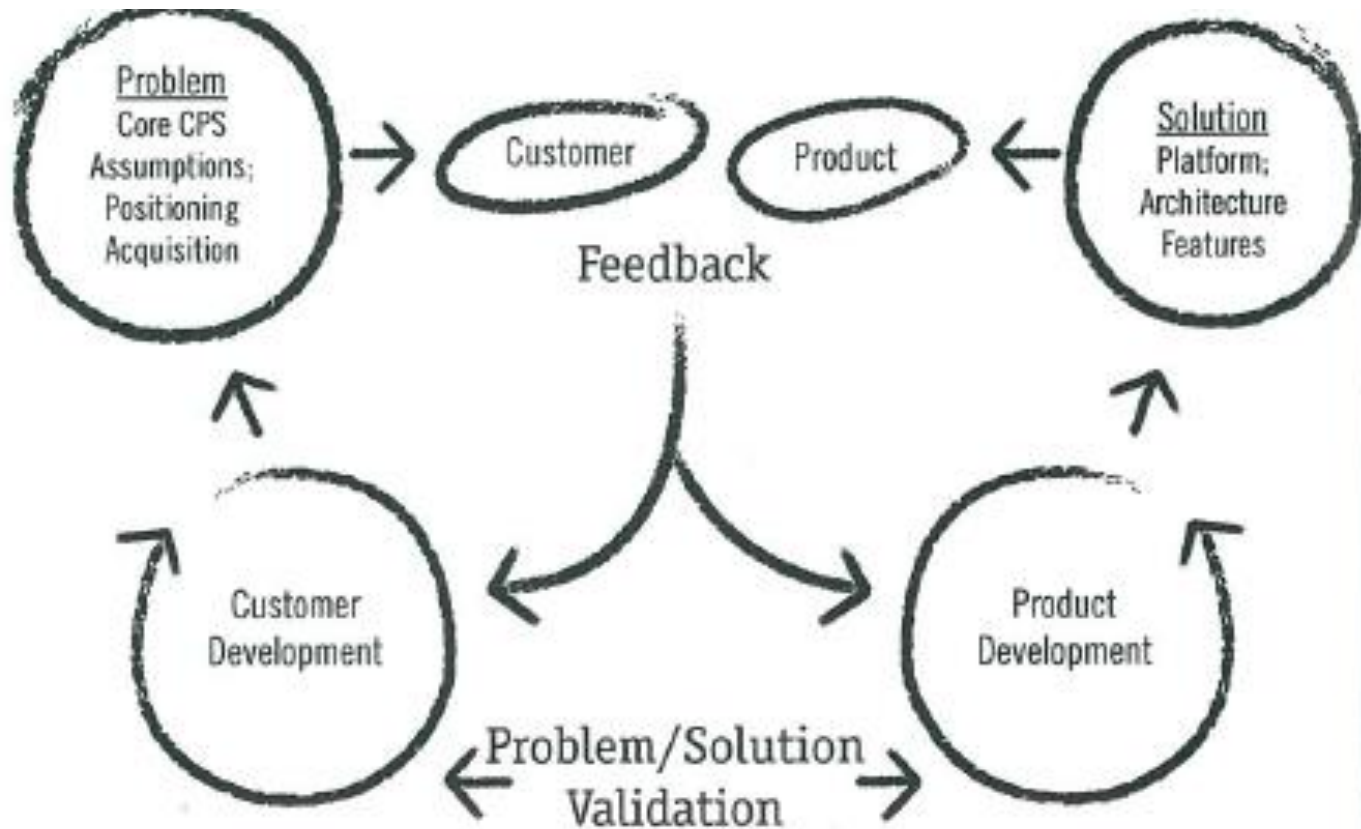 Problem
Core CPS
Assumptions;
Positioning
Acquisition
Customer
Product
Solution
Platform;
Architecture
Features
Feedback
Customer
Development
Product
Development
Problem/Solution
Validation